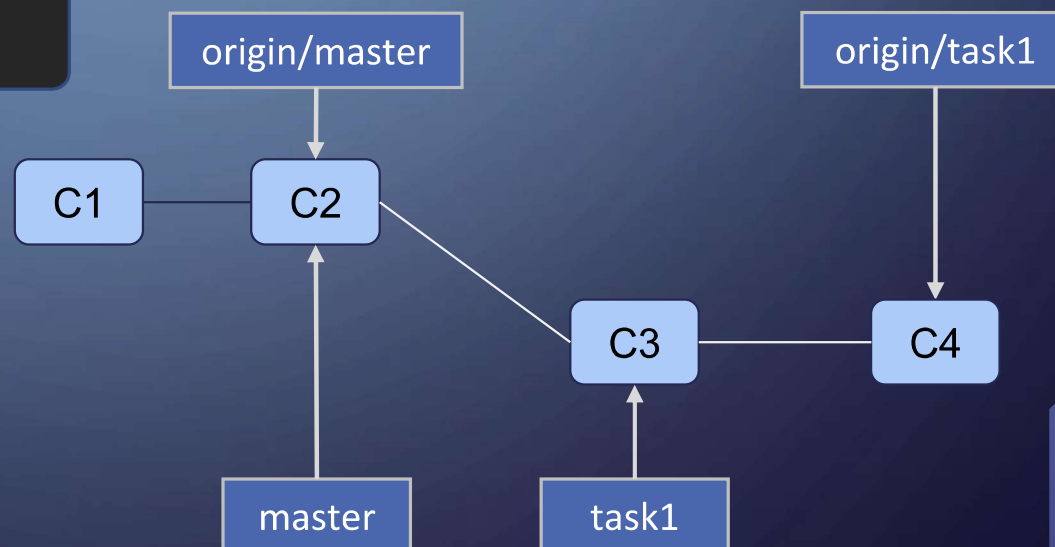 origin/master
origin/task1
C1
C2
C3
C4
master
task1